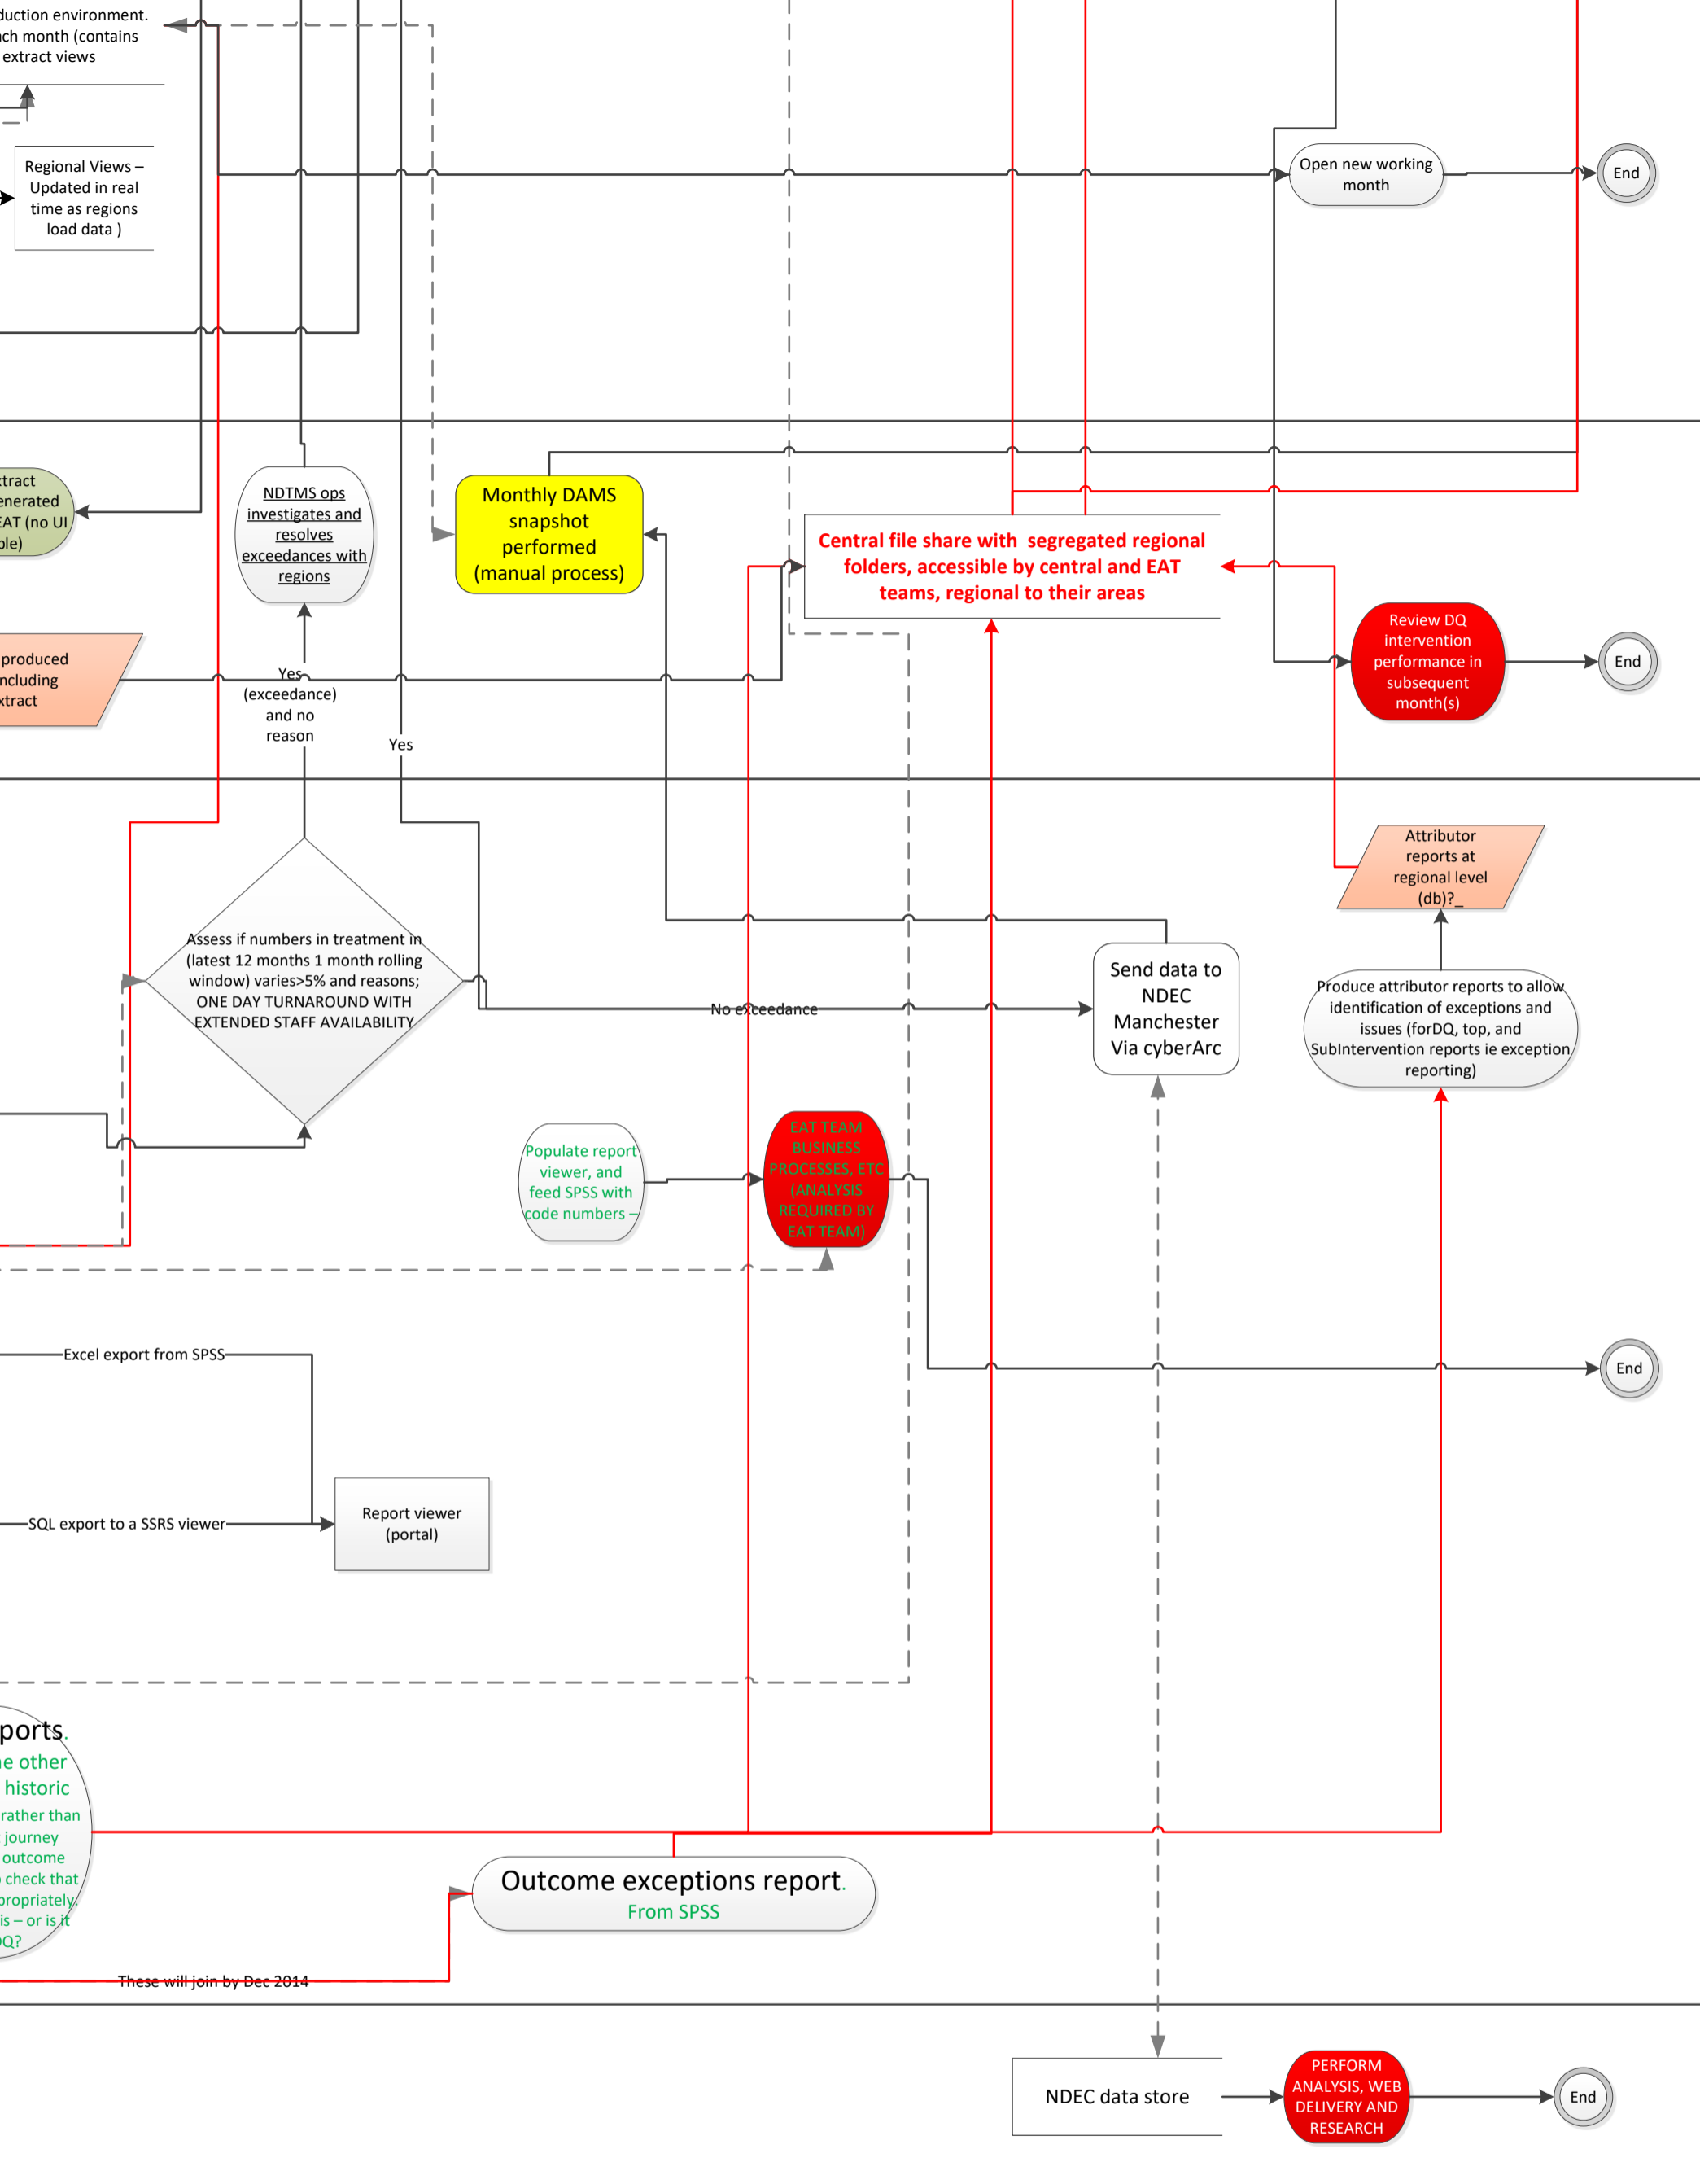 duction environment.
ch month (contains
extract views
Regional Views –
Updated in real
time as regions
load data )
Open new working
month
End
xtract
enerated
EAT (no UI
ble)
NDTMS ops
investigates and
resolves
exceedances with
regions
Monthly DAMS
snapshot
performed
(manual process)
Central file share with segregated regional
folders, accessible by central and EAT
teams, regional to their areas
Review DQ
intervention
performance in
subsequent
month(s)
End
produced
ncluding
xtract
Yes
(exceedance)
and no
reason
Yes
Attributor
reports at
regional level
(db)?_
Assess if numbers in treatment in
(latest 12 months 1 month rolling
window) varies>5% and reasons;
ONE DAY TURNAROUND WITH
EXTENDED STAFF AVAILABILITY
No exceedance
Send data to
NDEC
Manchester
Via cyberArc
Produce attributor reports to allow
identification of exceptions and
issues (forDQ, top, and
SubIntervention reports ie exception
reporting)
Populate report
viewer, and
feed SPSS with
code numbers –
EAT TEAM
BUSINESS
PROCESSES, ETC
(ANALYSIS
REQUIRED BY
EAT TEAM)
Excel export from SPSS
End
SQL export to a SSRS viewer
Report viewer
(portal)
ports.
e other
historic
rather than
journey
outcome
check that
propriately.
is – or is it
Q?
Outcome exceptions report.
From SPSS
These will join by Dec 2014
NDEC data store
PERFORM
ANALYSIS, WEB
DELIVERY AND
RESEARCH
End